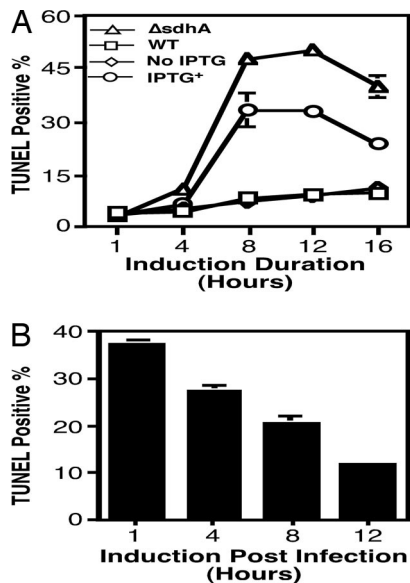 A
60
45
30
15
0
TUNEL Positive %
ΔsdhA
WT
No IPTG
IPTG⁺
1 4 8 12 16
Induction Duration
(Hours)
B
40
30
20
10
0
TUNEL Positive %
1 4 8 12
Induction Post Infection
(Hours)